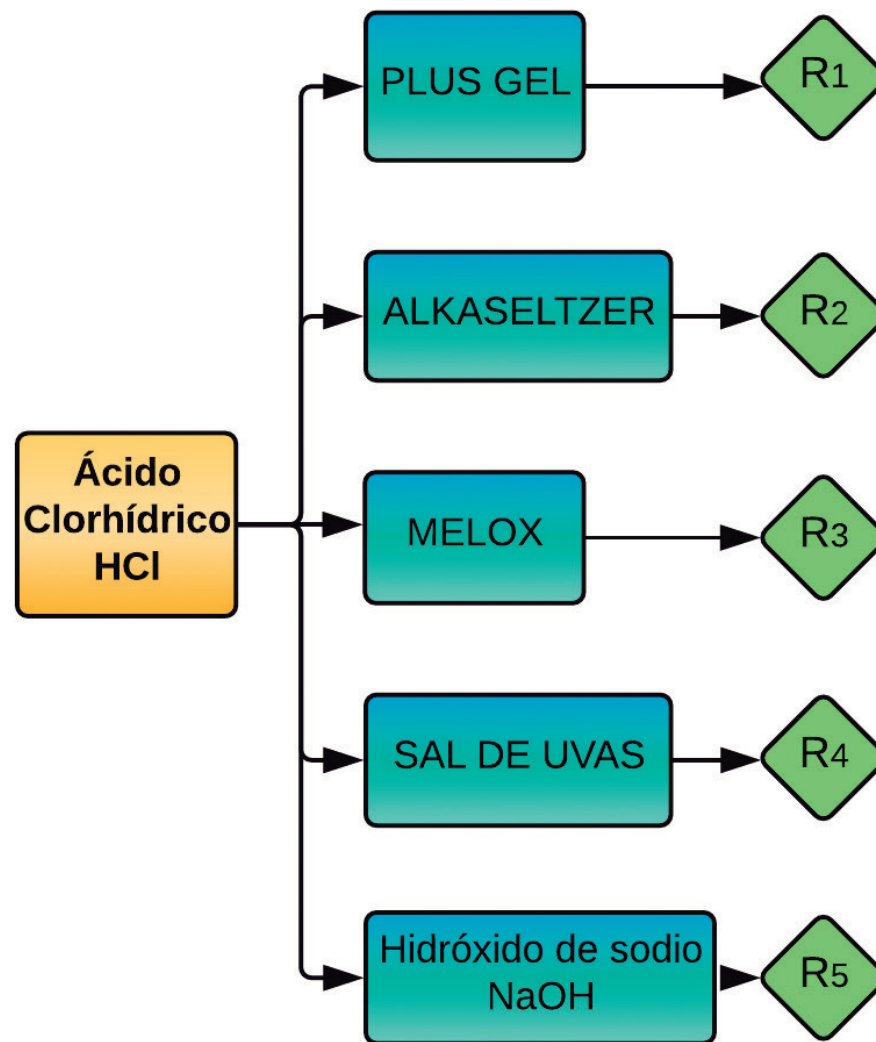 PLUS GEL
R1
ALKASELTZER
R2
Ácido
Clorhídrico
HCl
MELOX
R3
SAL DE UVAS
R4
Hidróxido de sodio
NaOH
R5